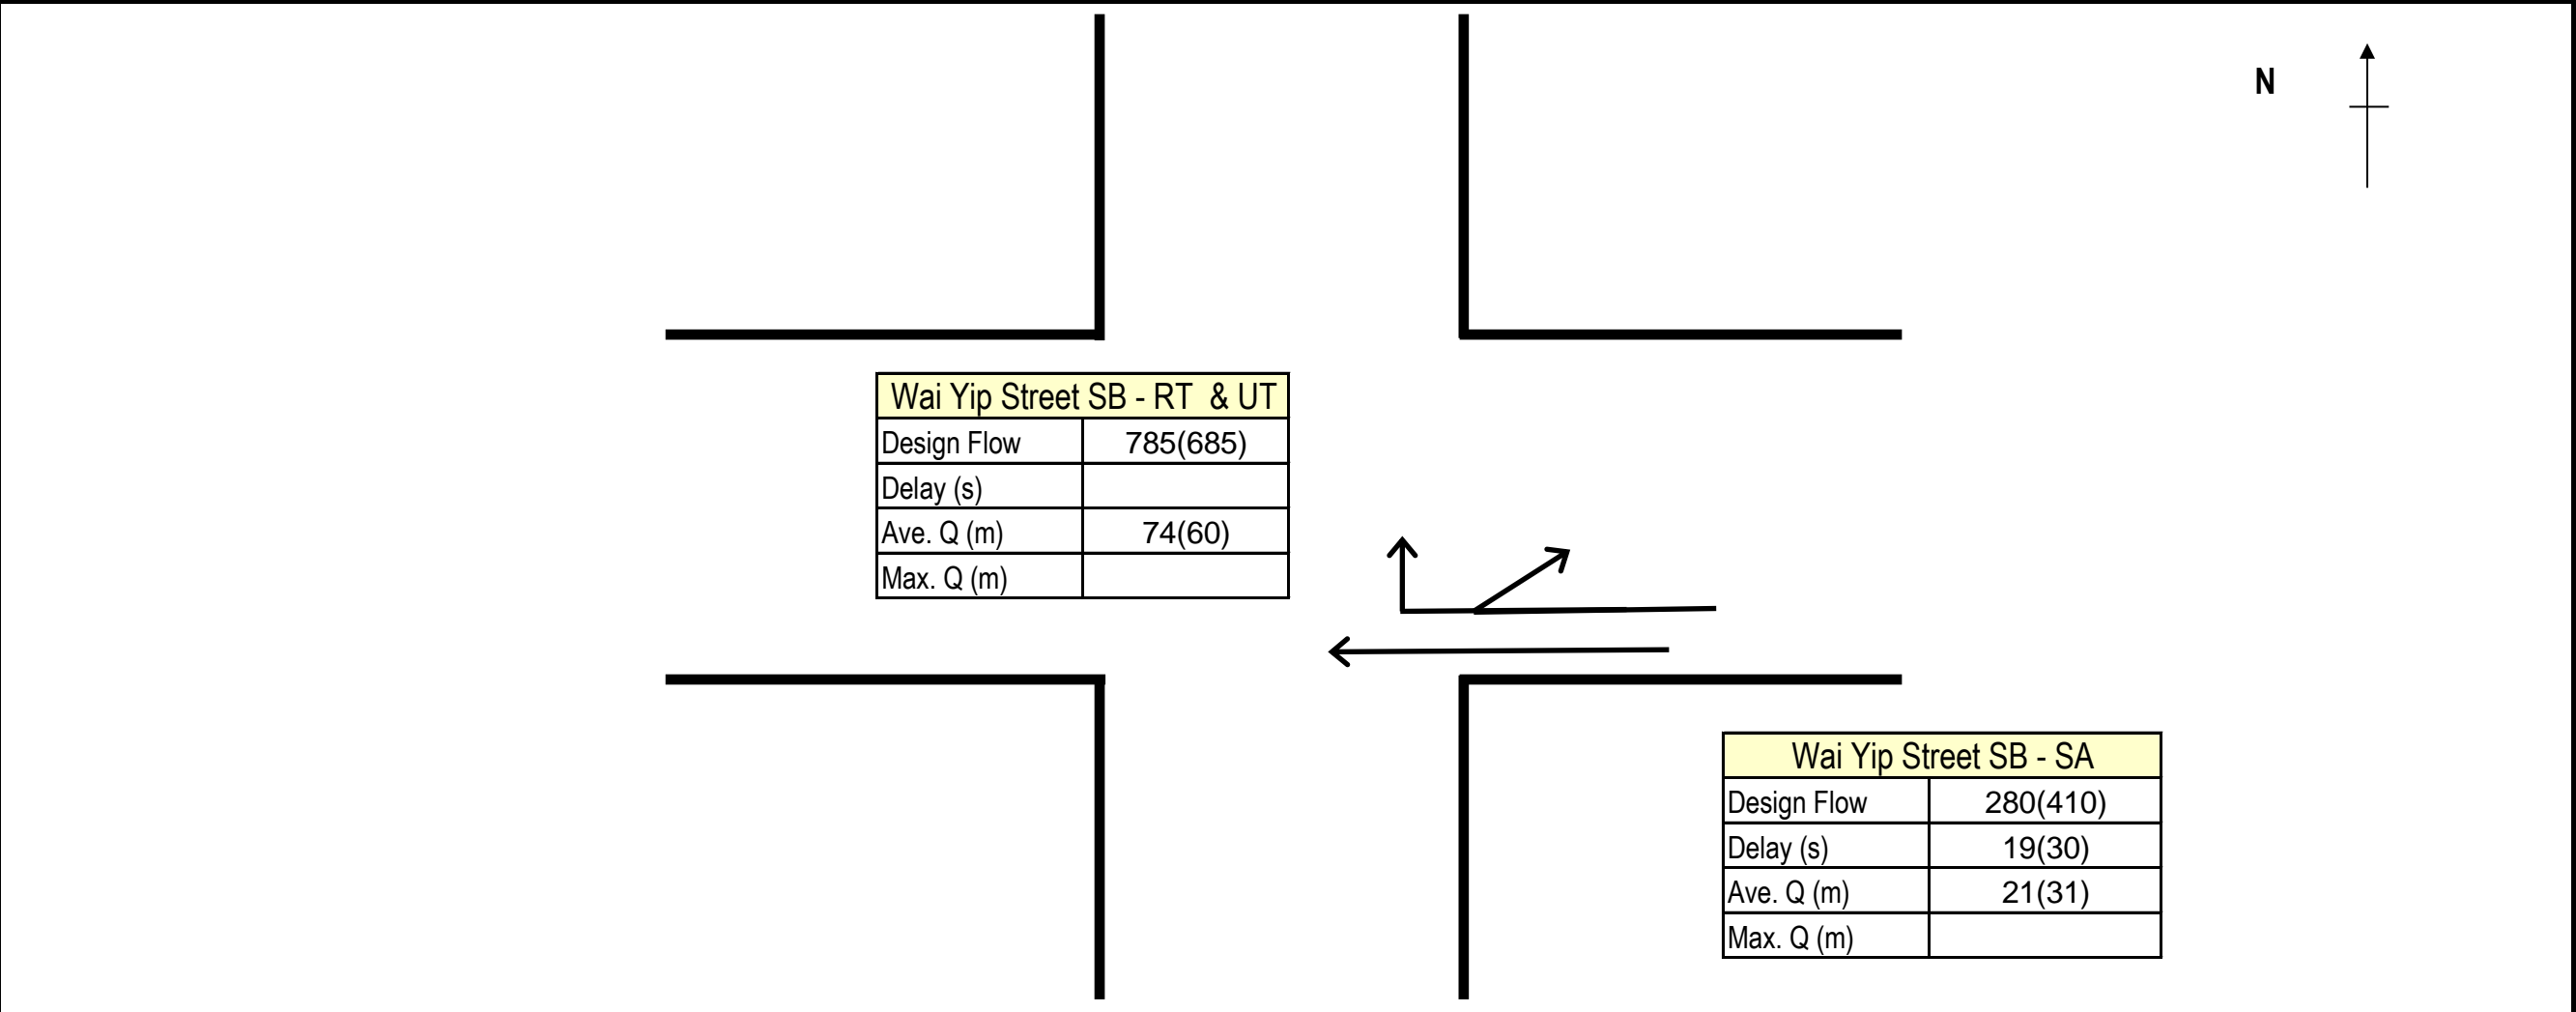 N
Wai Yip Street SB - RT & UT
Design Flow 785(685)
Delay (s)
Ave. Q (m) 74(60)
Max. Q (m)
Wai Yip Street SB - SA
Design Flow 280(410)
Delay (s) 19(30)
Ave. Q (m) 21(31)
Max. Q (m)